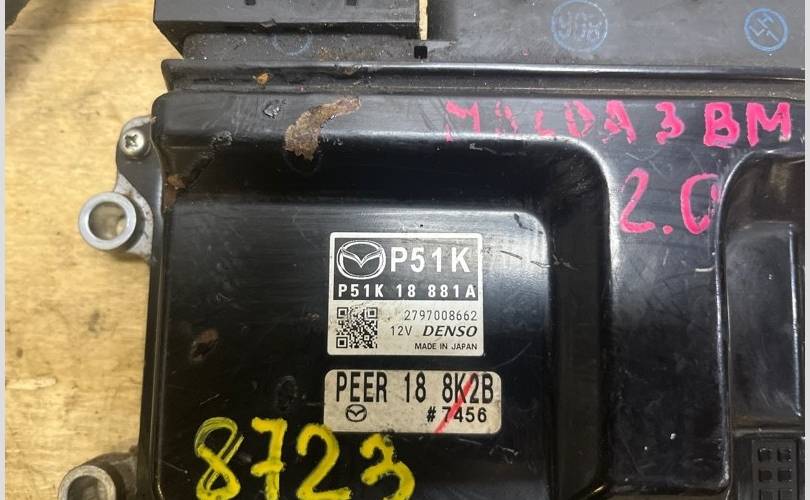 MAZDA 3 BM
2.0
P51K
P51K 18 881A
2797008662
12V DENSO
MADE IN JAPAN
PEER 18 8K2B
#7456
8723